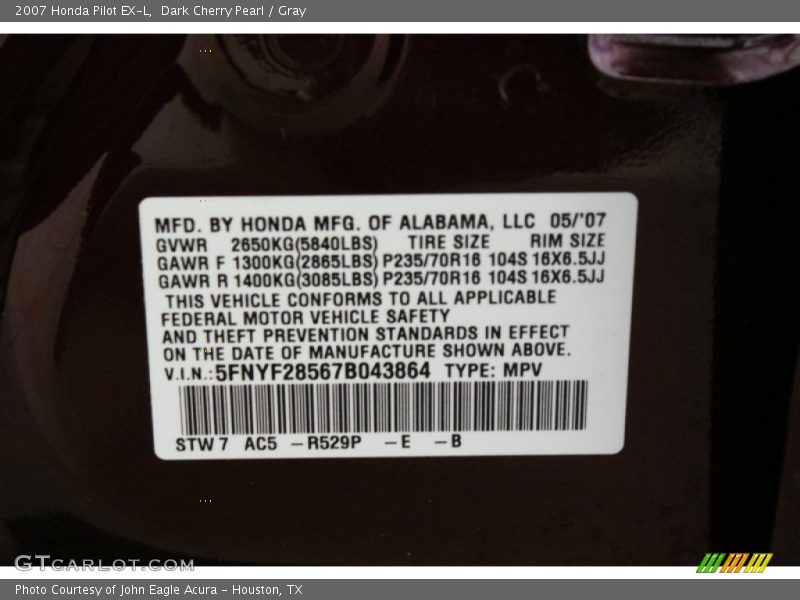 2007 Honda Pilot EX-L,  Dark Cherry Pearl / Gray
MFD. BY HONDA MFG. OF ALABAMA, LLC 05/'07
GVWR 2650KG(5840LBS) TIRE SIZE RIM SIZE
GAWR F 1300KG(2865LBS) P235/70R16 104S 16X6.5JJ
GAWR R 1400KG(3085LBS) P235/70R16 104S 16X6.5JJ
THIS VEHICLE CONFORMS TO ALL APPLICABLE
FEDERAL MOTOR VEHICLE SAFETY
AND THEFT PREVENTION STANDARDS IN EFFECT
ON THE DATE OF MANUFACTURE SHOWN ABOVE.
V.I.N.:5FNYF28567B043864 TYPE: MPV
STW7 AC5 –R529P –E –B
GTCARLOT.COM
Photo Courtesy of John Eagle Acura - Houston, TX